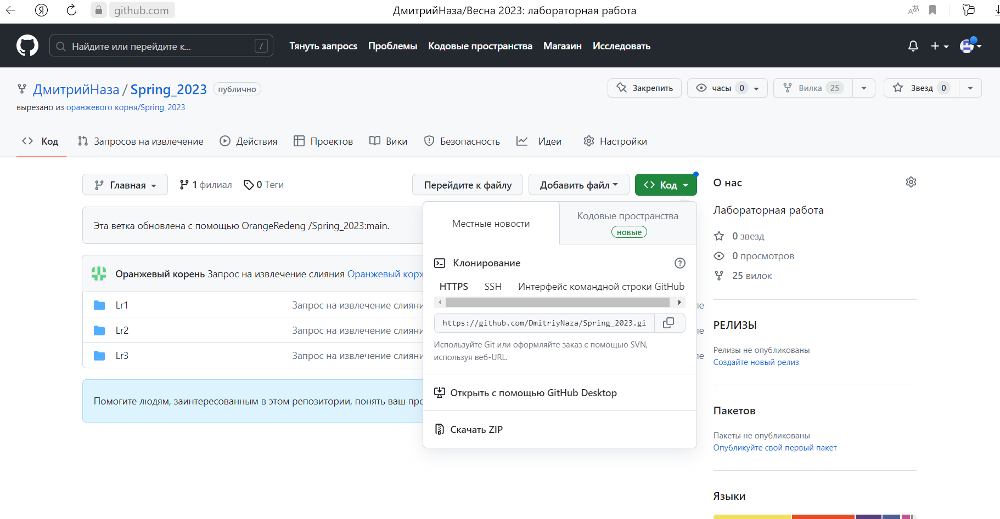 Я github.com ДмитрийНаза/Весна 2023: лабораторная работа
Найдите или перейдите к... / Тянуть запросс Проблемы Кодовые пространства Магазин Исследовать
ДмитрийНаза / Spring_2023 публично Закрепить часы 0 Вилка 25 Звезд 0
вырезано из оранжевого корня/Spring_2023
Код Запросов на извлечение Действия Проектов Вики Безопасность Идеи Настройки
Главная 1 филиал 0 Теги Перейдите к файлу Добавить файл Код
О нас
Эта ветка обновлена с помощью OrangeRedeng /Spring_2023:main.
Оранжевый корень Запрос на извлечение слияния Оранжевый корж
Lr1 Запрос на извлечение слияни
Lr2 Запрос на извлечение слияни
Lr3 Запрос на извлечение слияни
Помогите людям, заинтересованным в этом репозитории, понять ваш про
Местные новости
Кодовые пространства
новые
Клонирование
HTTPS SSH Интерфейс командной строки GitHub
https://github.com/DmitriyNaza/Spring_2023.gi
Используйте Git или оформляйте заказ с помощью SVN,
используя веб-URL.
Открыть с помощью GitHub Desktop
Скачать ZIP
Лабораторная работа
0 звезд
0 просмотров
25 вилок
РЕЛИЗЫ
Релизы не опубликованы
Создайте новый релиз
Пакетов
Пакеты не опубликованы
Опубликуйте свой первый пакет
Языки